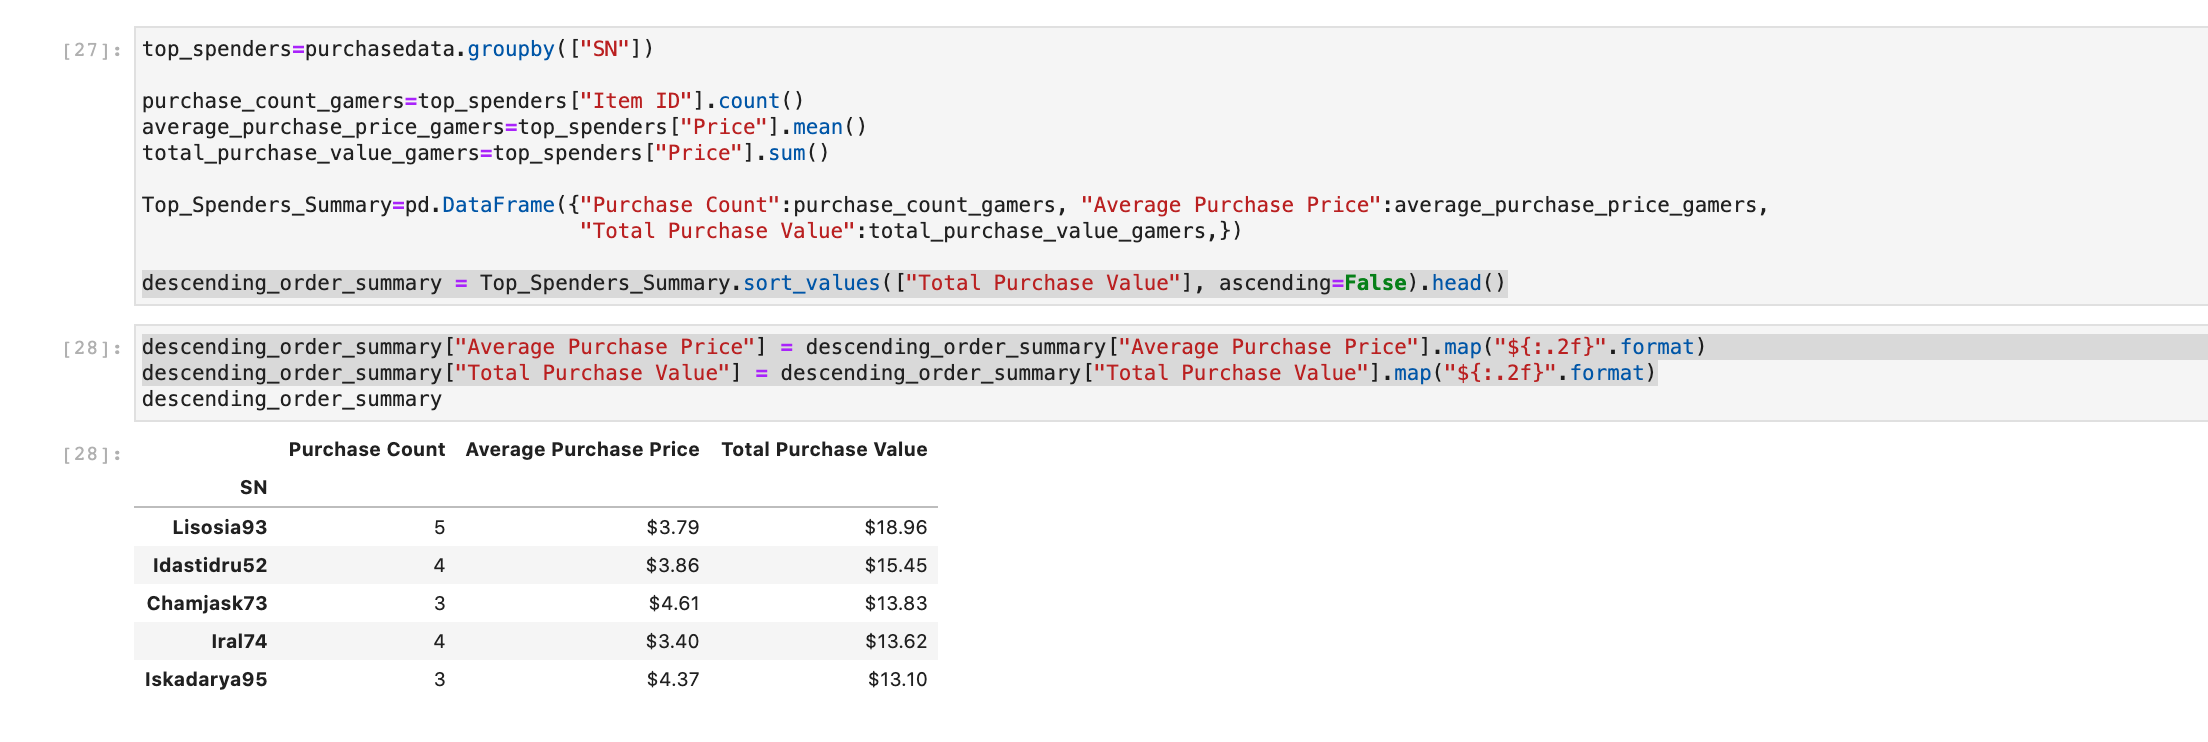 [27]: top_spenders=purchasedata.groupby(["SN"])
purchase_count_gamers=top_spenders["Item ID"].count()
average_purchase_price_gamers=top_spenders["Price"].mean()
total_purchase_value_gamers=top_spenders["Price"].sum()
Top_Spenders_Summary=pd.DataFrame({"Purchase Count":purchase_count_gamers, "Average Purchase Price":average_purchase_price_gamers,
"Total Purchase Value":total_purchase_value_gamers,})
descending_order_summary = Top_Spenders_Summary.sort_values(["Total Purchase Value"], ascending=False).head()
[28]: descending_order_summary["Average Purchase Price"] = descending_order_summary["Average Purchase Price"].map("${:.2f}".format)
descending_order_summary["Total Purchase Value"] = descending_order_summary["Total Purchase Value"].map("${:.2f}".format)
descending_order_summary
[28]: Purchase Count Average Purchase Price Total Purchase Value
SN
Lisosia93 5 $3.79 $18.96
Idastidru52 4 $3.86 $15.45
Chamjask73 3 $4.61 $13.83
Iral74 4 $3.40 $13.62
Iskadarya95 3 $4.37 $13.10